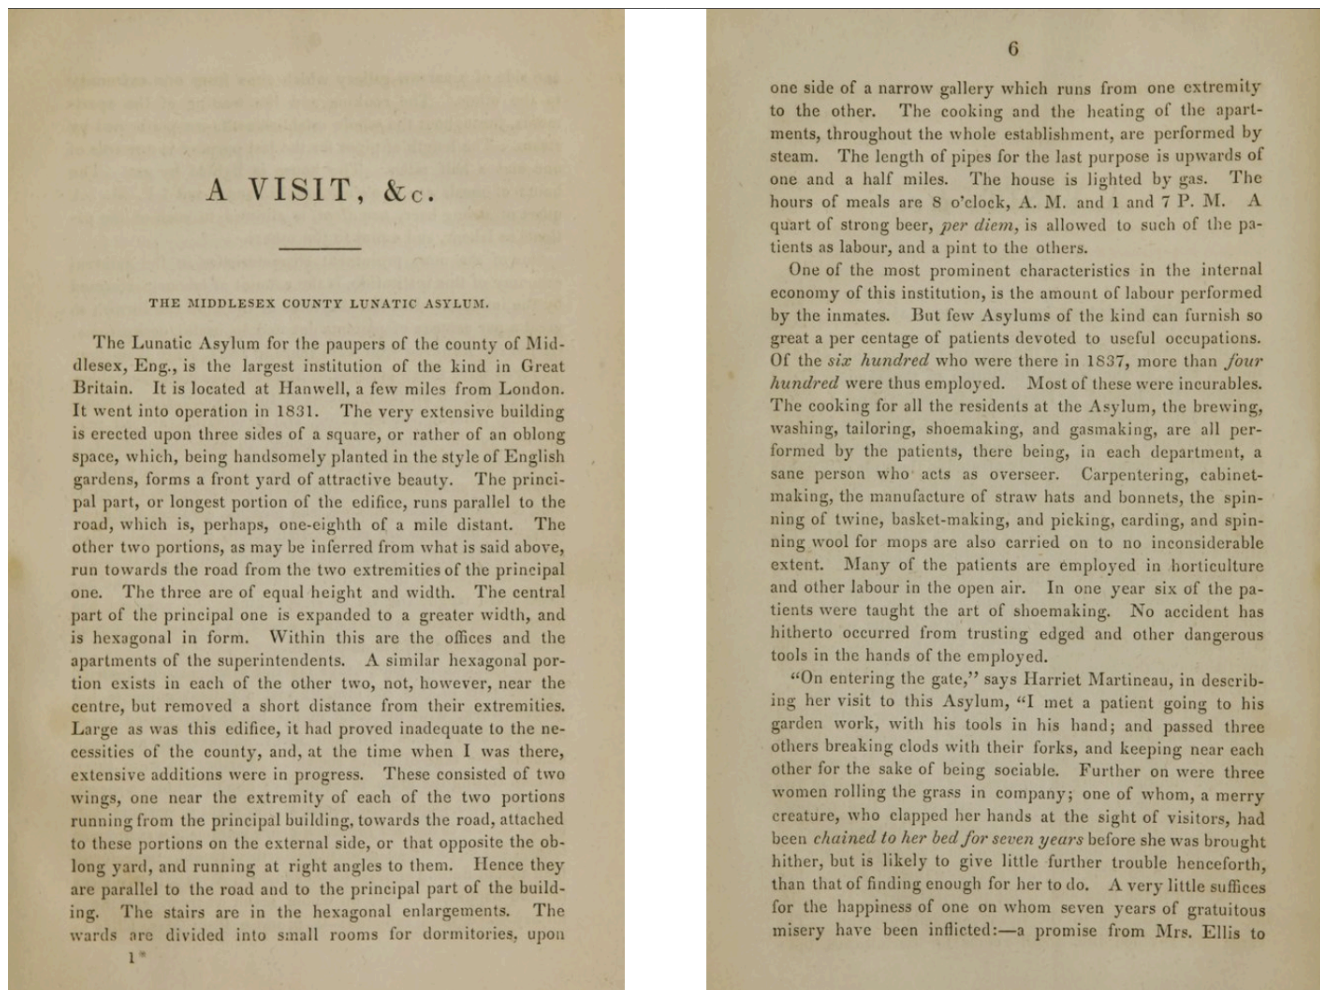 A VISIT, &c.
THE MIDDLESEX COUNTY LUNATIC ASYLUM.
The Lunatic Asylum for the paupers of the county of Mid-
dlesex, Eng., is the largest institution of the kind in Great
Britain. It is located at Hanwell, a few miles from London.
It went into operation in 1831. The very extensive building
is erected upon three sides of a square, or rather of an oblong
space, which, being handsomely planted in the style of English
gardens, forms a front yard of attractive beauty. The princi-
pal part, or longest portion of the edifice, runs parallel to the
road, which is, perhaps, one-eighth of a mile distant. The
other two portions, as may be inferred from what is said above,
run towards the road from the two extremities of the principal
one. The three are of equal height and width. The central
part of the principal one is expanded to a greater width, and
is hexagonal in form. Within this are the offices and the
apartments of the superintendents. A similar hexagonal por-
tion exists in each of the other two, not, however, near the
centre, but removed a short distance from their extremities.
Large as was this edifice, it had proved inadequate to the ne-
cessities of the county, and, at the time when I was there,
extensive additions were in progress. These consisted of two
wings, one near the extremity of each of the two portions
running from the principal building, towards the road, attached
to these portions on the external side, or that opposite the ob-
long yard, and running at right angles to them. Hence they
are parallel to the road and to the principal part of the build-
ing. The stairs are in the hexagonal enlargements. The
wards are divided into small rooms for dormitories, upon
1*
6
one side of a narrow gallery which runs from one extremity
to the other. The cooking and the heating of the apart-
ments, throughout the whole establishment, are performed by
steam. The length of pipes for the last purpose is upwards of
one and a half miles. The house is lighted by gas. The
hours of meals are 8 o'clock, A. M. and 1 and 7 P. M. A
quart of strong beer, per diem, is allowed to such of the pa-
tients as labour, and a pint to the others.
One of the most prominent characteristics in the internal
economy of this institution, is the amount of labour performed
by the inmates. But few Asylums of the kind can furnish so
great a per centage of patients devoted to useful occupations.
Of the six hundred who were there in 1837, more than four
hundred were thus employed. Most of these were incurables.
The cooking for all the residents at the Asylum, the brewing,
washing, tailoring, shoemaking, and gasmaking, are all per-
formed by the patients, there being, in each department, a
sane person who acts as overseer. Carpentering, cabinet-
making, the manufacture of straw hats and bonnets, the spin-
ning of twine, basket-making, and picking, carding, and spin-
ning wool for mops are also carried on to no inconsiderable
extent. Many of the patients are employed in horticulture
and other labour in the open air. In one year six of the pa-
tients were taught the art of shoemaking. No accident has
hitherto occurred from trusting edged and other dangerous
tools in the hands of the employed.
“On entering the gate,” says Harriet Martineau, in describ-
ing her visit to this Asylum, “I met a patient going to his
garden work, with his tools in his hand; and passed three
others breaking clods with their forks, and keeping near each
other for the sake of being sociable. Further on were three
women rolling the grass in company; one of whom, a merry
creature, who clapped her hands at the sight of visitors, had
been chained to her bed for seven years before she was brought
hither, but is likely to give little further trouble henceforth,
than that of finding enough for her to do. A very little suffices
for the happiness of one on whom seven years of gratuitous
misery have been inflicted:—a promise from Mrs. Ellis to